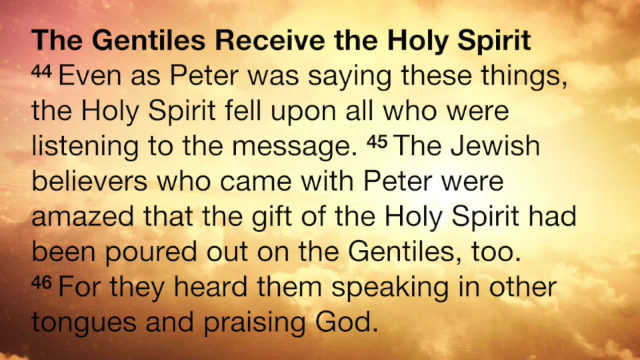 The Gentiles Receive the Holy Spirit
44 Even as Peter was saying these things,
the Holy Spirit fell upon all who were
listening to the message. 45 The Jewish
believers who came with Peter were
amazed that the gift of the Holy Spirit had
been poured out on the Gentiles, too.
46 For they heard them speaking in other
tongues and praising God.